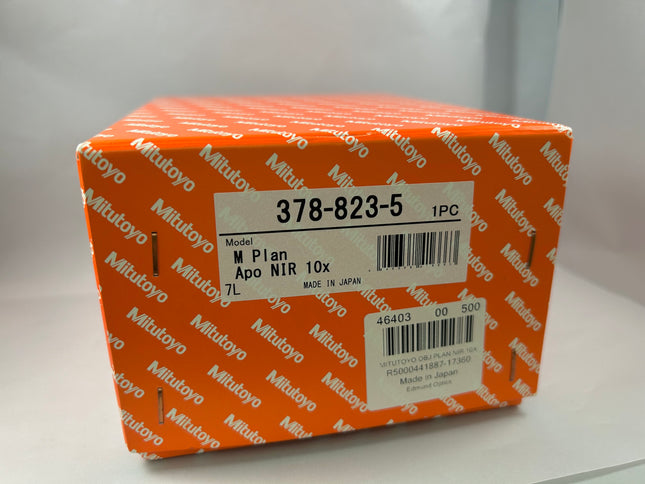 Mitutoyo
378-823-5 1PC
Model
M Plan
Apo NIR 10x
7L MADE IN JAPAN
46403 00 500
MITUTOYO OBJ PLAN NIR 10X
R5000441887-17360
Made in Japan
Edmund Optics